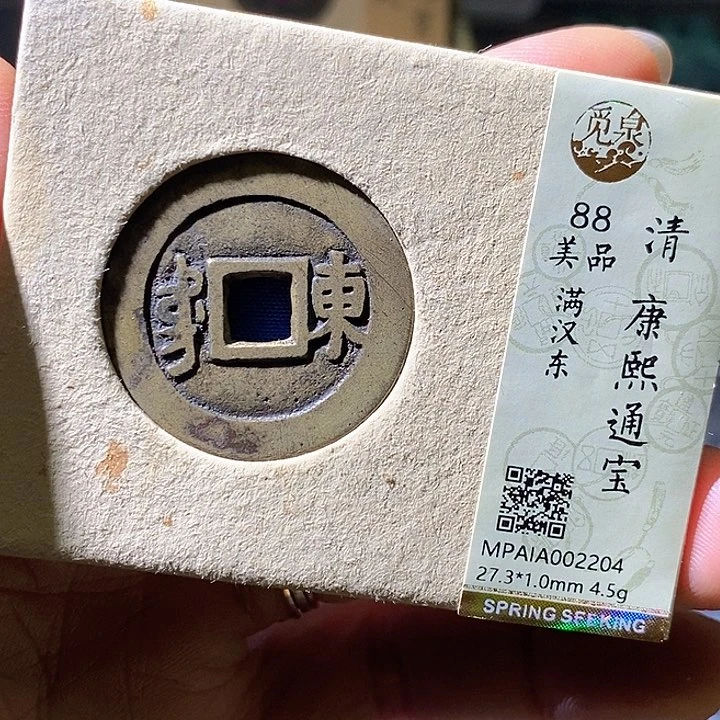 東
觅泉
88
美品
满汉东
清 康熙通宝
MPAIA002204
27.3*1.0mm 4.5g
SPRING SEEKING